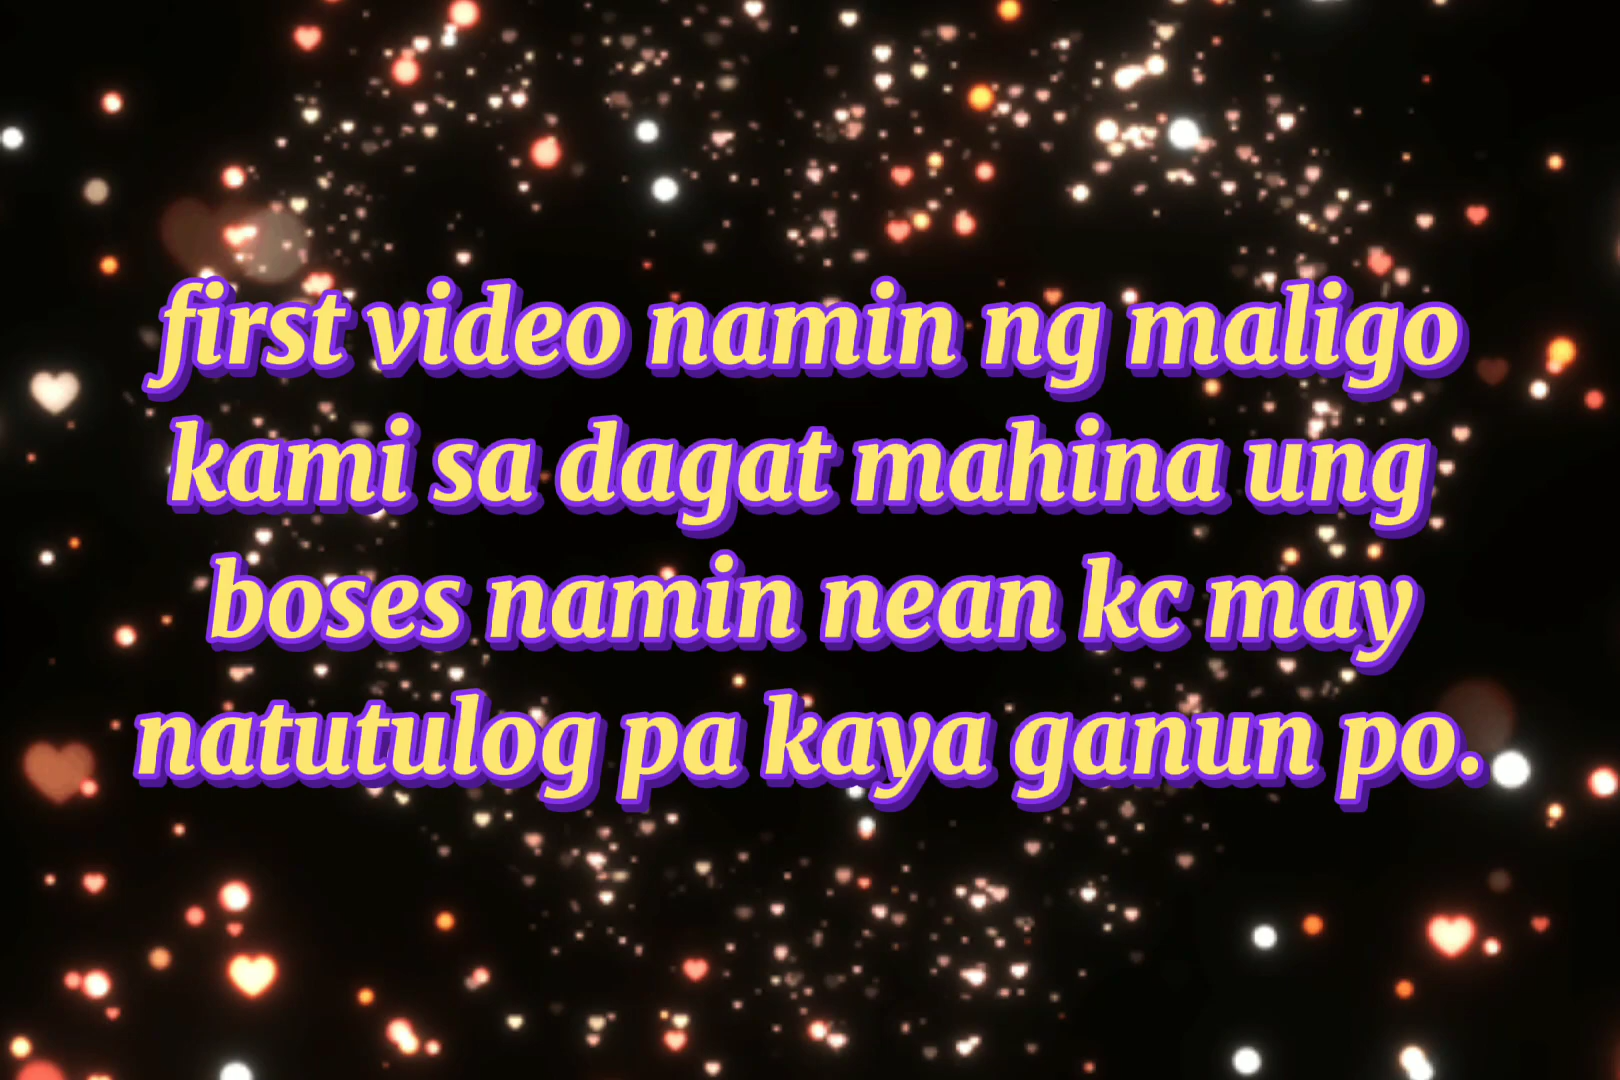 first video namin ng maligo
kami sa dagat mahina ung
boses namin nean kc may
natutulog pa kaya ganun po.